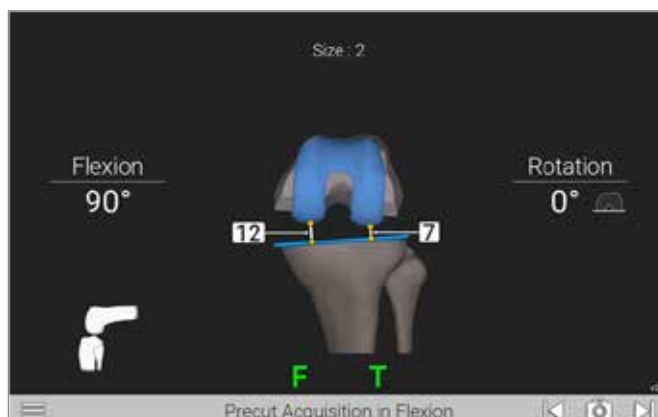 Size : 2
Flexion
90°
Rotation
0°
12
7
F T
Precut Acquisition in Flexion